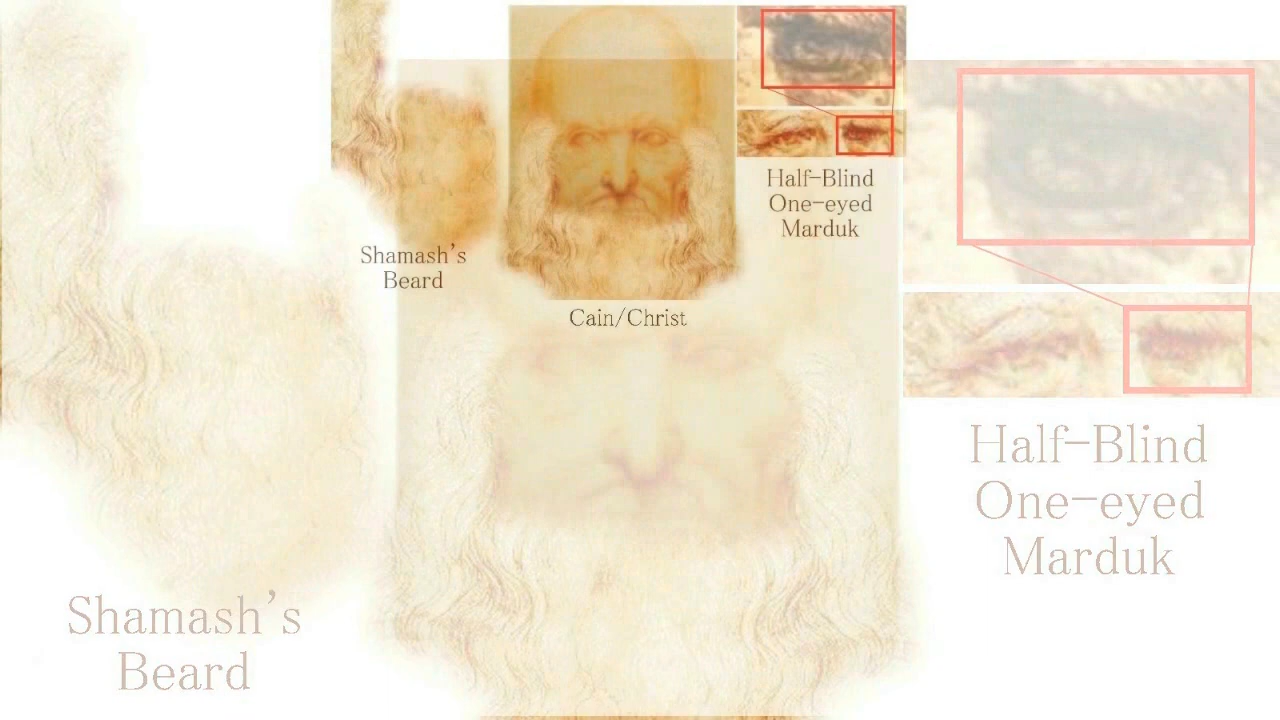 Shamash's
Beard
Cain/Christ
Half-Blind
One-eyed
Marduk
Shamash's
Beard
Half-Blind
One-eyed
Marduk